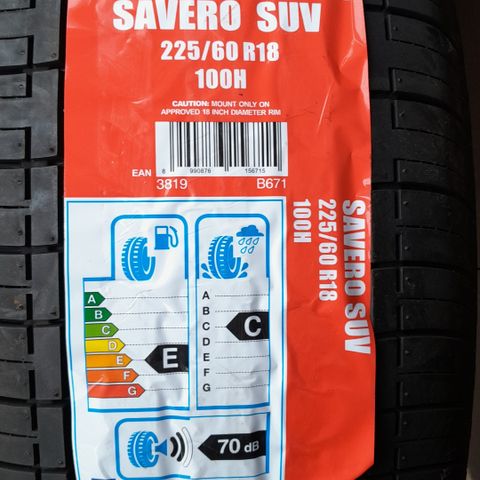 SAVERO SUV
225/60 R18
100H
CAUTION: MOUNT ONLY ON
APPROVED 18 INCH DIAMETER RIM
EAN
8 990876 156715
3819 B671
A
B
C
D
E
F
G
E
A
B
C
D
E
F
G
C
70 dB
SAVERO SUV
225/60 R18
100H